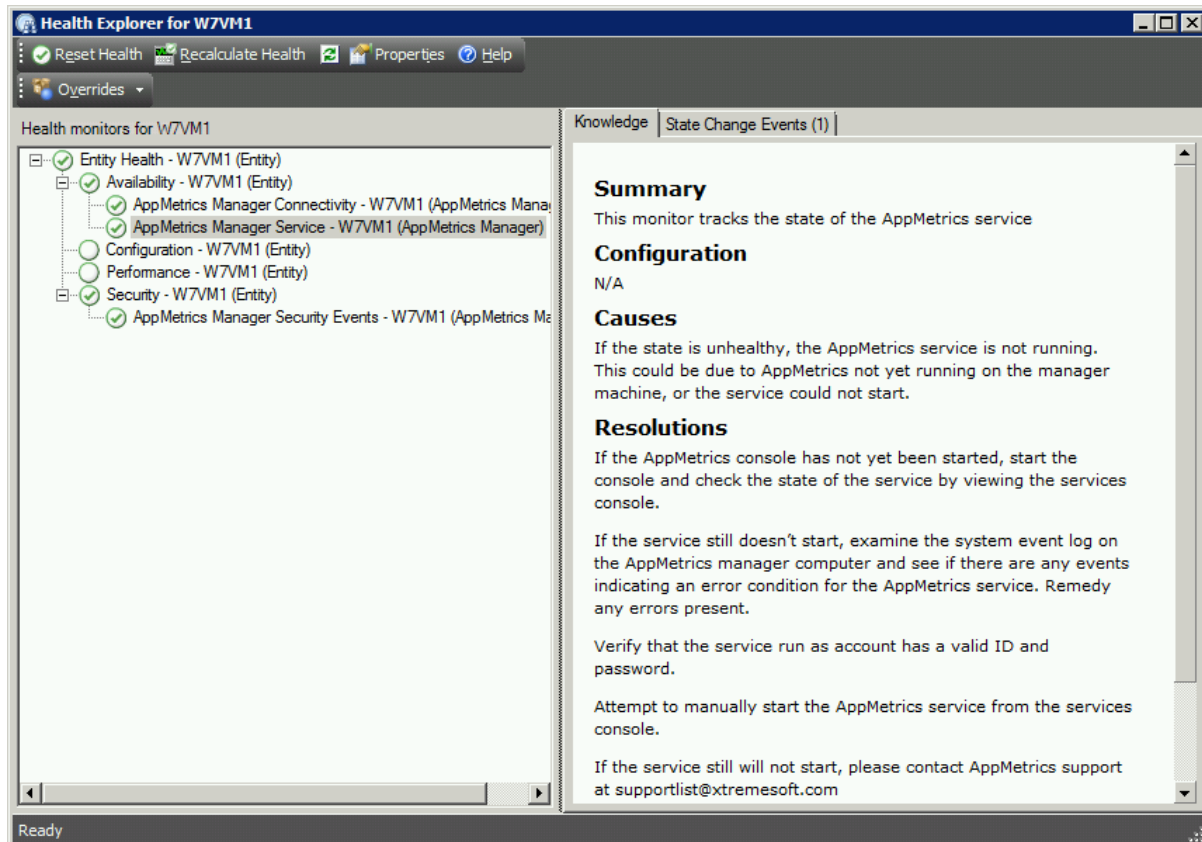 Health Explorer for W7VM1
Reset Health Recalculate Health Properties Help
Overrides
Health monitors for W7VM1
Entity Health - W7VM1 (Entity)
Availability - W7VM1 (Entity)
AppMetrics Manager Connectivity - W7VM1 (AppMetrics Mana
AppMetrics Manager Service - W7VM1 (AppMetrics Manager)
Configuration - W7VM1 (Entity)
Performance - W7VM1 (Entity)
Security - W7VM1 (Entity)
AppMetrics Manager Security Events - W7VM1 (AppMetrics Ma
Knowledge State Change Events (1)
Summary
This monitor tracks the state of the AppMetrics service
Configuration
N/A
Causes
If the state is unhealthy, the AppMetrics service is not running.
This could be due to AppMetrics not yet running on the manager
machine, or the service could not start.
Resolutions
If the AppMetrics console has not yet been started, start the
console and check the state of the service by viewing the services
console.
If the service still doesn't start, examine the system event log on
the AppMetrics manager computer and see if there are any events
indicating an error condition for the AppMetrics service. Remedy
any errors present.
Verify that the service run as account has a valid ID and
password.
Attempt to manually start the AppMetrics service from the services
console.
If the service still will not start, please contact AppMetrics support
at supportlist@xtremesoft.com
Ready